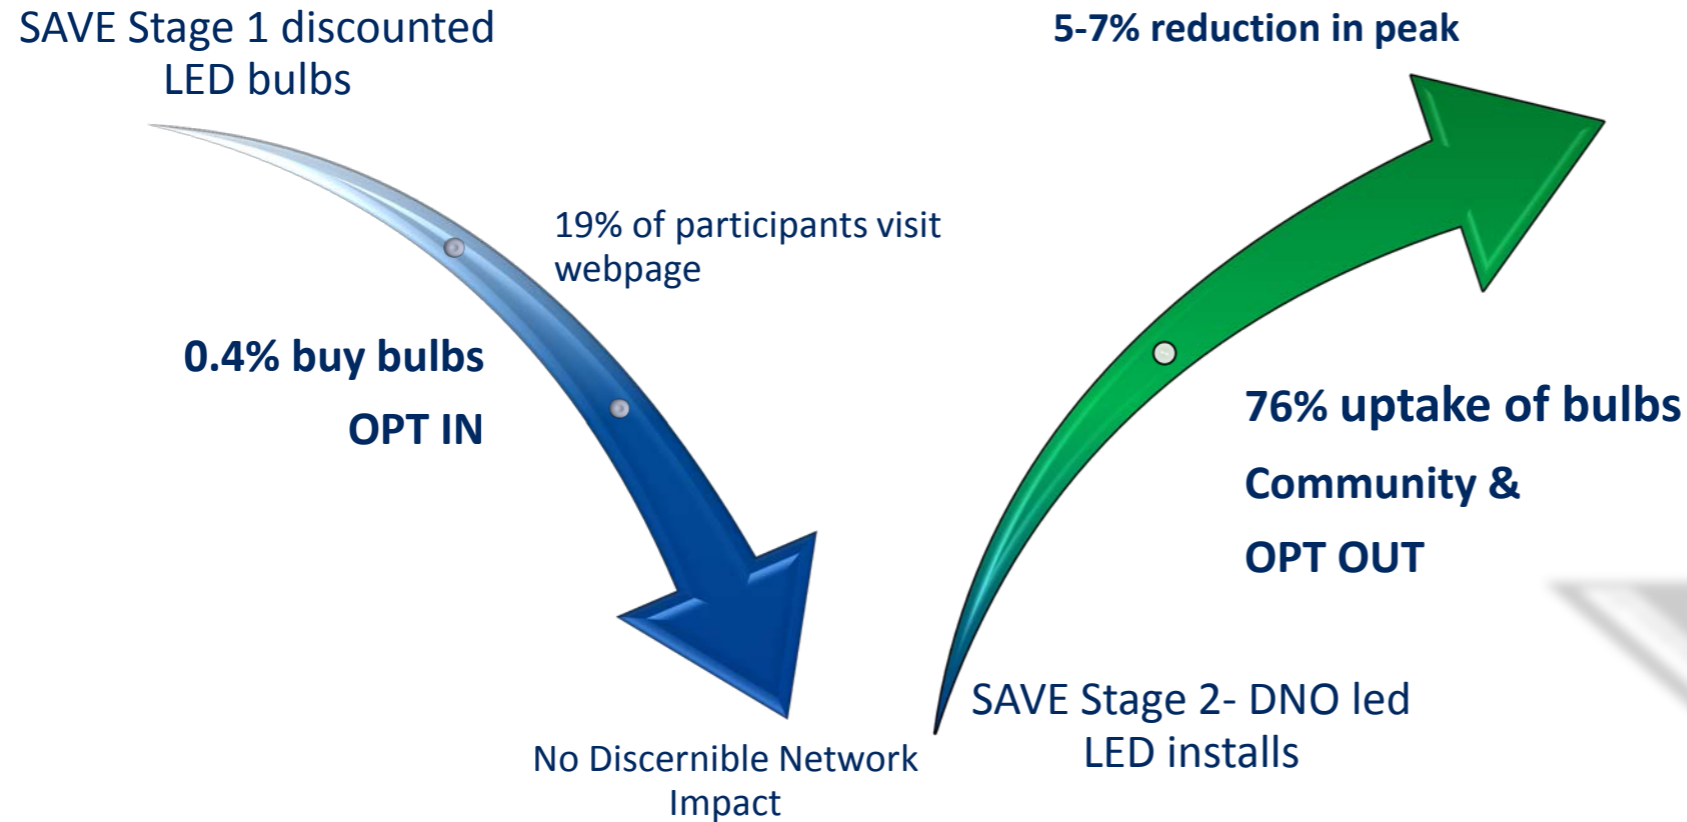 SAVE Stage 1 discounted
LED bulbs
19% of participants visit
webpage
0.4% buy bulbs
OPT IN
No Discernible Network
Impact
5-7% reduction in peak
76% uptake of bulbs
Community &
OPT OUT
SAVE Stage 2- DNO led
LED installs